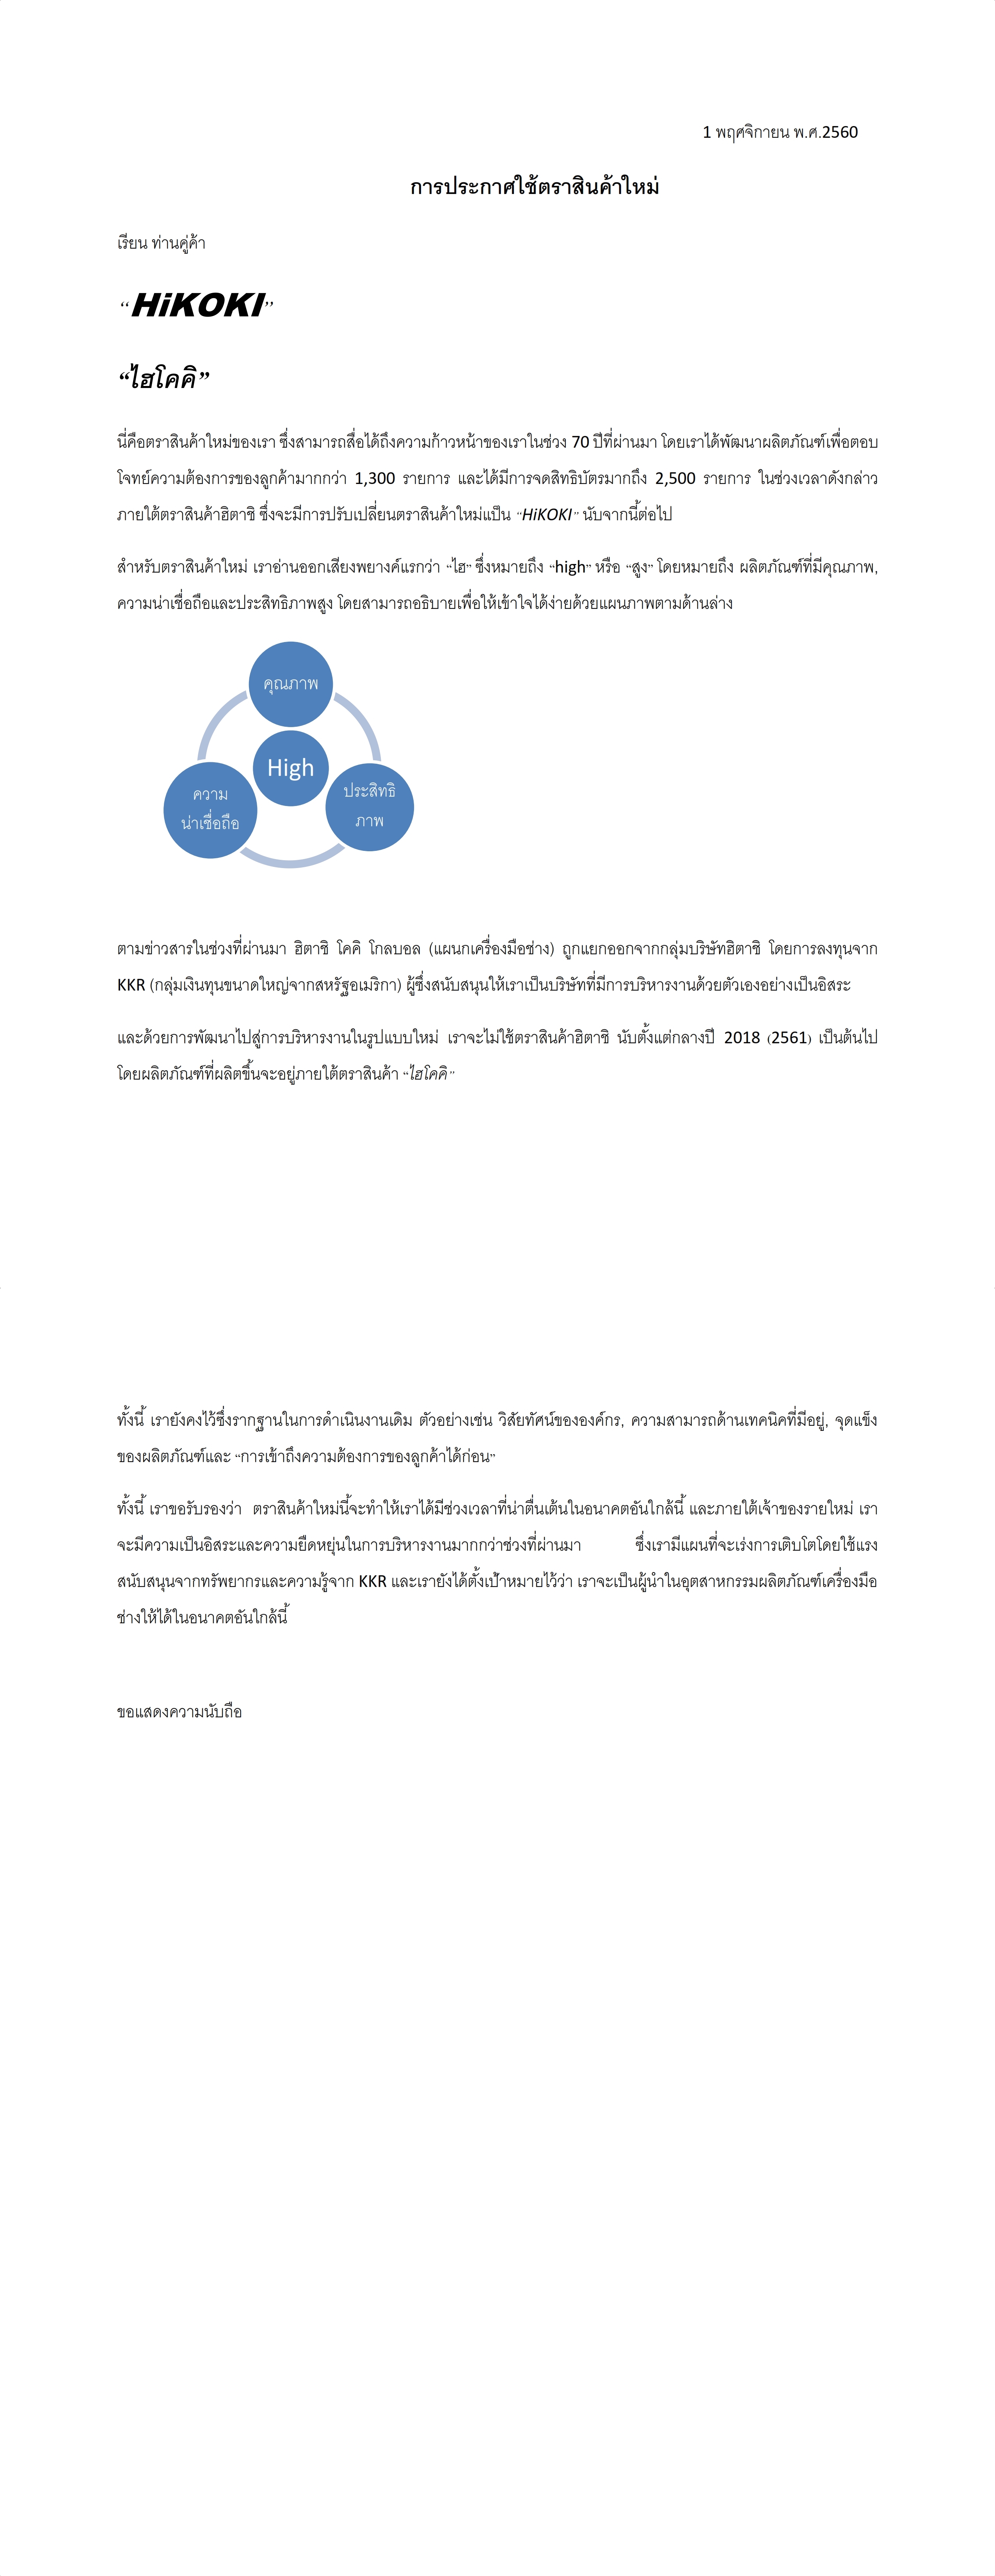 1 พฤศจิกายน พ.ศ.2560
การประกาศใช้ตราสินค้าใหม่
เรียน ท่านคู่ค้า
“HiKOKI”
“ไฮโคคิ”
นี่คือตราสินค้าใหม่ของเรา ซึ่งสามารถสื่อได้ถึงความก้าวหน้าของเราในช่วง 70 ปีที่ผ่านมา โดยเราได้พัฒนาผลิตภัณฑ์เพื่อตอบ
โจทย์ความต้องการของลูกค้ามากกว่า 1,300 รายการ และได้มีการจดสิทธิบัตรมากถึง 2,500 รายการ ในช่วงเวลาดังกล่าว
ภายใต้ตราสินค้าฮิตาชิ ซึ่งจะมีการปรับเปลี่ยนตราสินค้าใหม่เป็น “HiKOKI” นับจากนี้ต่อไป
สำหรับตราสินค้าใหม่ เราอ่านออกเสียงพยางค์แรกว่า “ไฮ” ซึ่งหมายถึง “high” หรือ “สูง” โดยหมายถึง ผลิตภัณฑ์ที่มีคุณภาพ,
ความน่าเชื่อถือและประสิทธิภาพสูง โดยสามารถอธิบายเพื่อให้เข้าใจได้ง่ายด้วยแผนภาพตามด้านล่าง
คุณภาพ
High
ความ
น่าเชื่อถือ
ประสิทธิ
ภาพ
ตามข่าวสารในช่วงที่ผ่านมา ฮิตาชิ โคคิ โกลบอล (แผนกเครื่องมือช่าง) ถูกแยกออกจากกลุ่มบริษัทฮิตาชิ โดยการลงทุนจาก
KKR (กลุ่มเงินทุนขนาดใหญ่จากสหรัฐอเมริกา) ผู้ซึ่งสนับสนุนให้เราเป็นบริษัทที่มีการบริหารงานด้วยตัวเองอย่างเป็นอิสระ
และด้วยการพัฒนาไปสู่การบริหารงานในรูปแบบใหม่ เราจะไม่ใช้ตราสินค้าฮิตาชิ นับตั้งแต่กลางปี 2018 (2561) เป็นต้นไป
โดยผลิตภัณฑ์ที่ผลิตขึ้นจะอยู่ภายใต้ตราสินค้า “ไฮโคคิ”
ทั้งนี้ เรายังคงไว้ซึ่งรากฐานในการดำเนินงานเดิม ตัวอย่างเช่น วิสัยทัศน์ขององค์กร, ความสามารถด้านเทคนิคที่มีอยู่, จุดแข็ง
ของผลิตภัณฑ์และ “การเข้าถึงความต้องการของลูกค้าได้ก่อน”
ทั้งนี้ เราขอรับรองว่า ตราสินค้าใหม่นี้จะทำให้เราได้มีช่วงเวลาที่น่าตื่นเต้นในอนาคตอันใกล้นี้ และภายใต้เจ้าของรายใหม่ เรา
จะมีความเป็นอิสระและความยืดหยุ่นในการบริหารงานมากกว่าช่วงที่ผ่านมา ซึ่งเรามีแผนที่จะเร่งการเติบโตโดยใช้แรง
สนับสนุนจากทรัพยากรและความรู้จาก KKR และเรายังได้ตั้งเป้าหมายไว้ว่า เราจะเป็นผู้นำในอุตสาหกรรมผลิตภัณฑ์เครื่องมือ
ช่างให้ได้ในอนาคตอันใกล้นี้
ขอแสดงความนับถือ